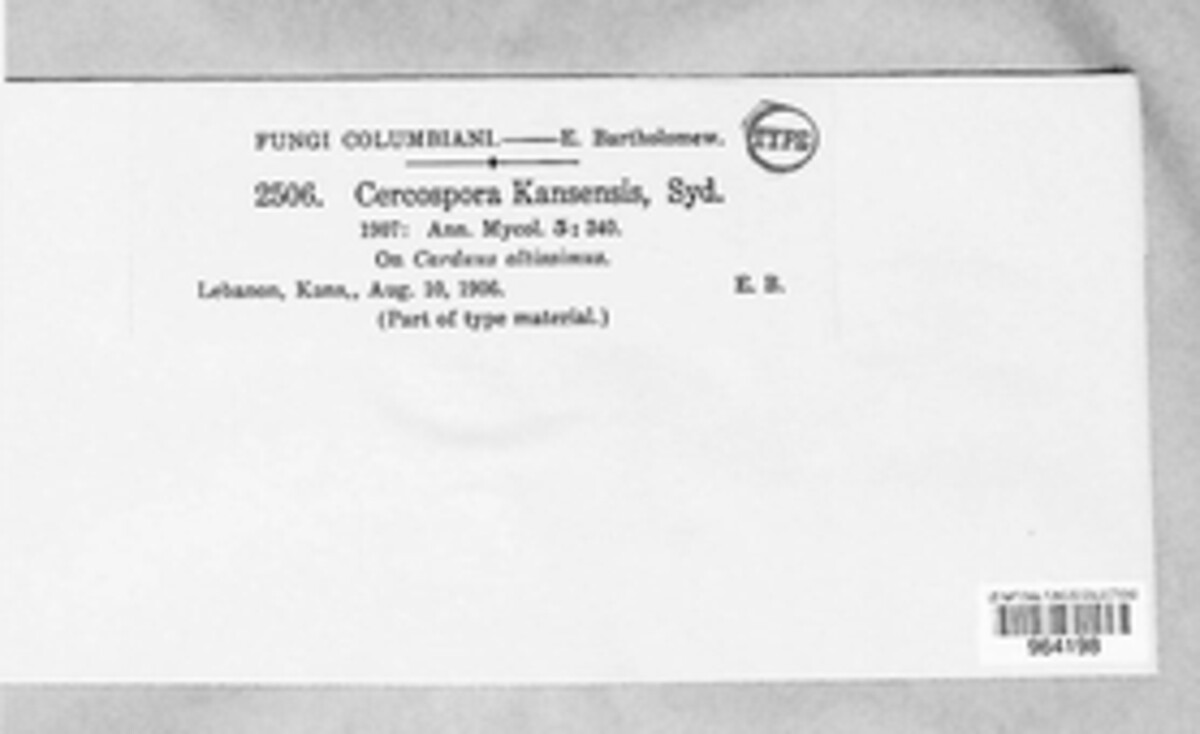 FUNGI COLUMBIANI.—E. Bartholomew.
TYPE
2506. Cercospora Kansensis, Syd.
1907: Ann. Mycol. 5: 340.
On Carduus altissimus.
Lebanon, Kans., Aug. 10, 1906. E. B.
(Part of type material.)
964198